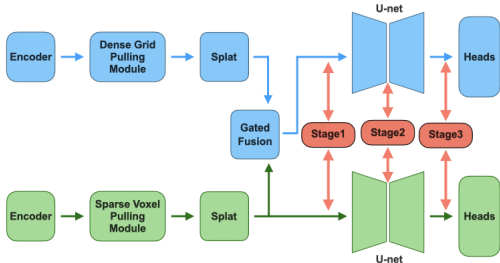 U-net
Encoder
Dense Grid
Pulling
Module
Splat
Heads
Gated
Fusion
Stage1
Stage2
Stage3
Encoder
Sparse Voxel
Pulling
Module
Splat
Heads
U-net